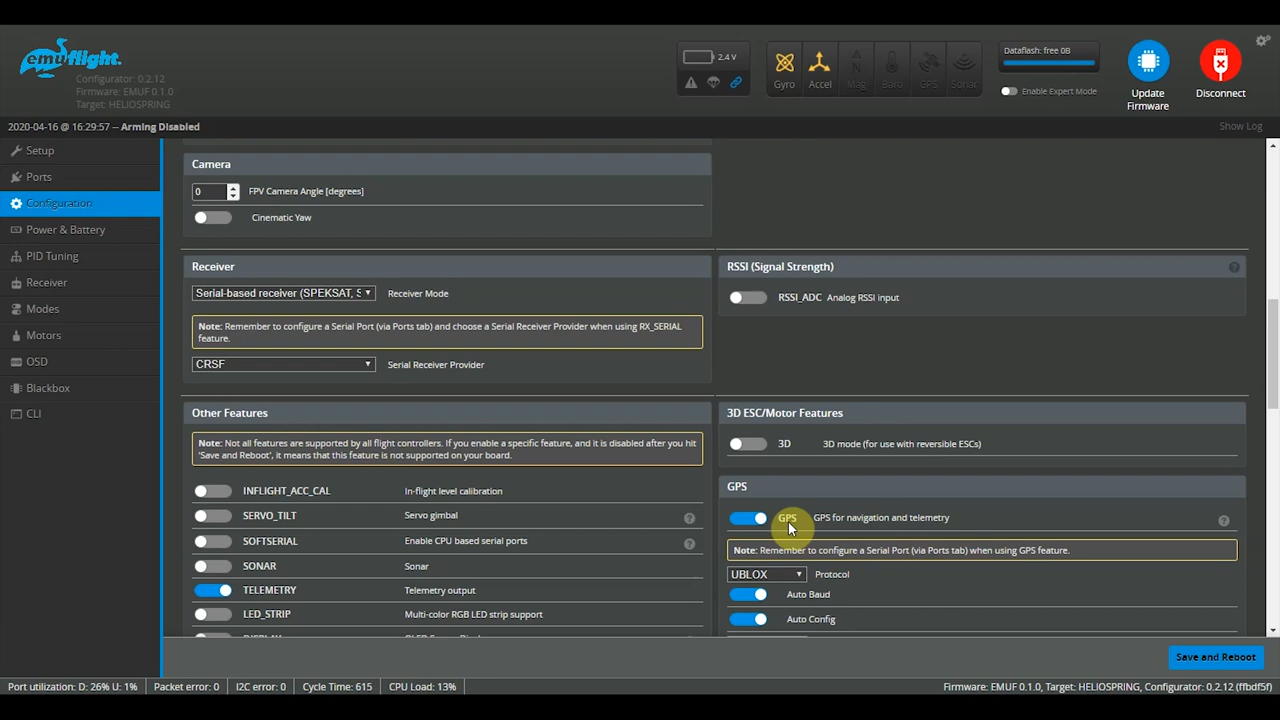 emuflight
Configurator: 0.2.12
Firmware: EMUF 0.1.0
Target: HELIOSPRING
2.4 V
Gyro
Accel
Mag
Baro
GPS
Sonar
Dataflash: free 0B
Enable Expert Mode
Update
Firmware
Disconnect
2020-04-16 @ 16:29:57 -- Arming Disabled
Show Log
Setup
Ports
Configuration
Power & Battery
PID Tuning
Receiver
Modes
Motors
OSD
Blackbox
CLI
Camera
0
FPV Camera Angle [degrees]
Cinematic Yaw
Receiver
Serial-based receiver (SPEKSAT, S
Receiver Mode
Note: Remember to configure a Serial Port (via Ports tab) and choose a Serial Receiver Provider when using RX_SERIAL
feature.
CRSF
Serial Receiver Provider
RSSI (Signal Strength)
RSSI_ADC Analog RSSI input
Other Features
Note: Not all features are supported by all flight controllers. If you enable a specific feature, and it is disabled after you hit
'Save and Reboot', it means that this feature is not supported on your board.
INFLIGHT_ACC_CAL In-flight level calibration
SERVO_TILT Servo gimbal
SOFTSERIAL Enable CPU based serial ports
SONAR Sonar
TELEMETRY Telemetry output
LED_STRIP Multi-color RGB LED strip support
3D ESC/Motor Features
3D 3D mode (for use with reversible ESCs)
GPS
GPS GPS for navigation and telemetry
Note: Remember to configure a Serial Port (via Ports tab) when using GPS feature.
UBLOX
Protocol
Auto Baud
Auto Config
Save and Reboot
Port utilization: D: 26% U: 1%
Packet error: 0
I2C error: 0
Cycle Time: 615
CPU Load: 13%
Firmware: EMUF 0.1.0, Target: HELIOSPRING, Configurator: 0.2.12 (ffbdf5f)